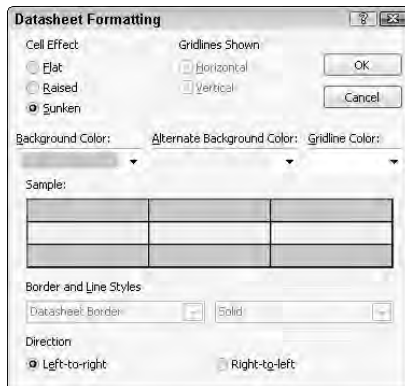 Datasheet Formatting
Cell Effect
Gridlines Shown
Flat
Horizontal
OK
Raised
Vertical
Sunken
Cancel
Background Color:
Alternate Background Color:
Gridline Color:
Sample:
Border and Line Styles
Datasheet Border
Solid
Direction
Left-to-right
Right-to-left